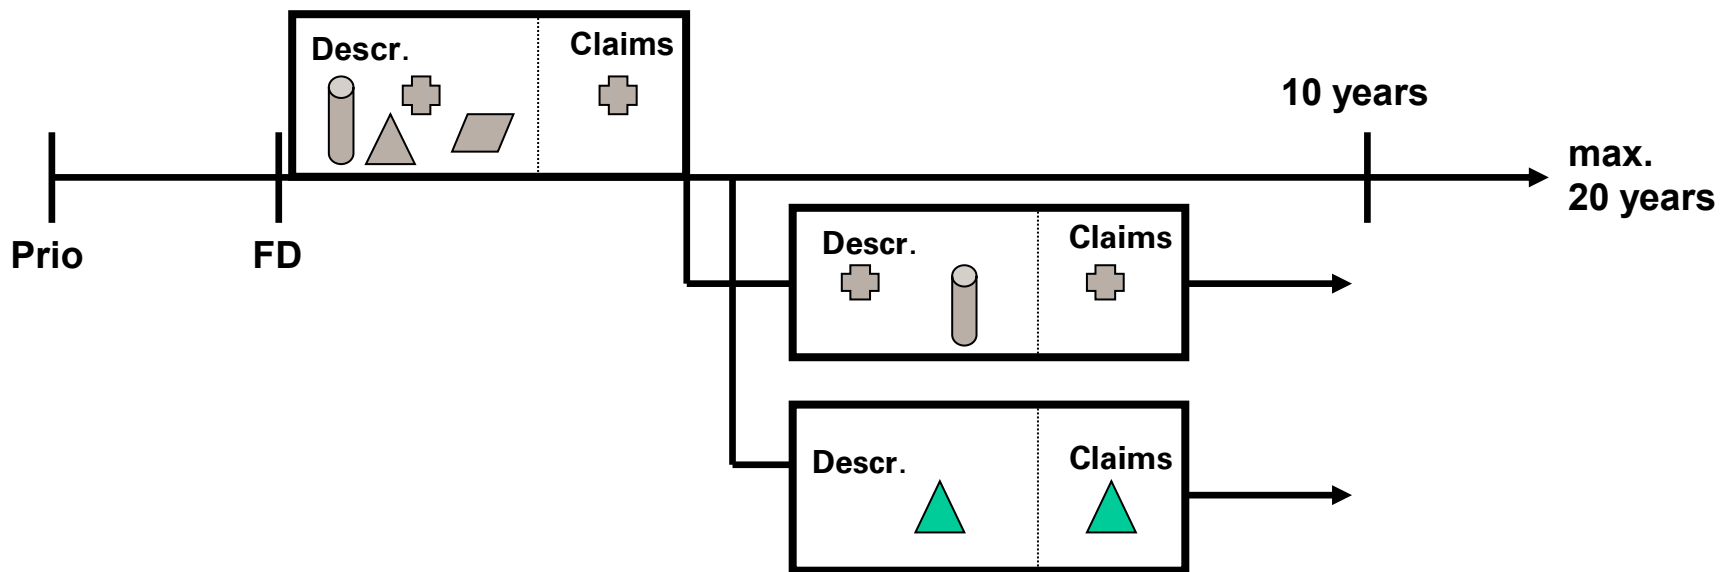 Descr.
Claims
10 years
max.
20 years
Prio
FD
Descr.
Claims
Descr.
Claims